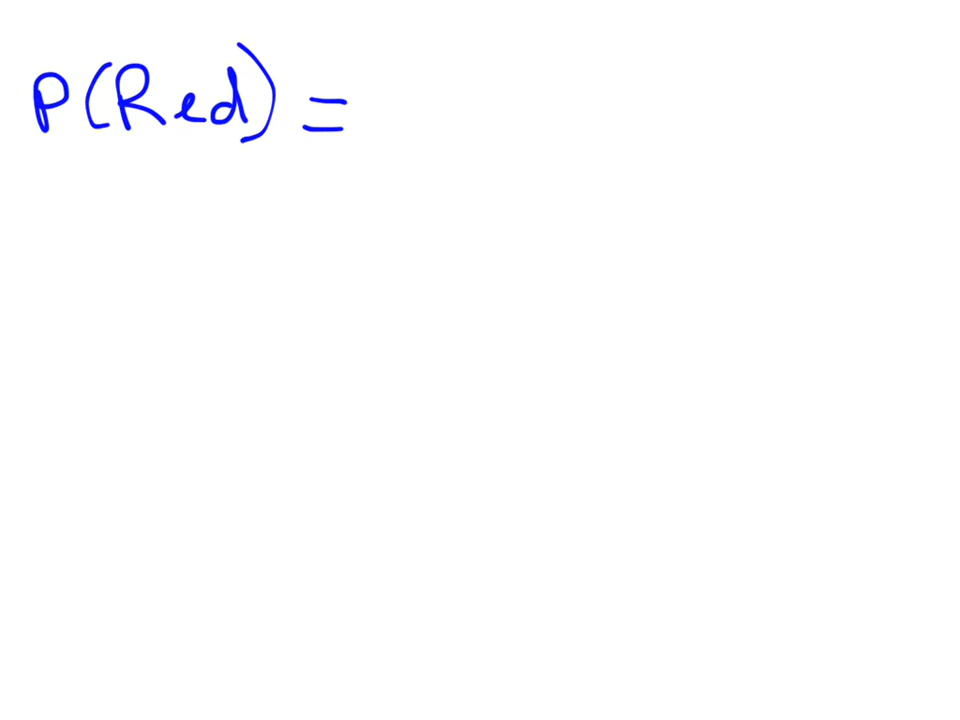 P(Red) =